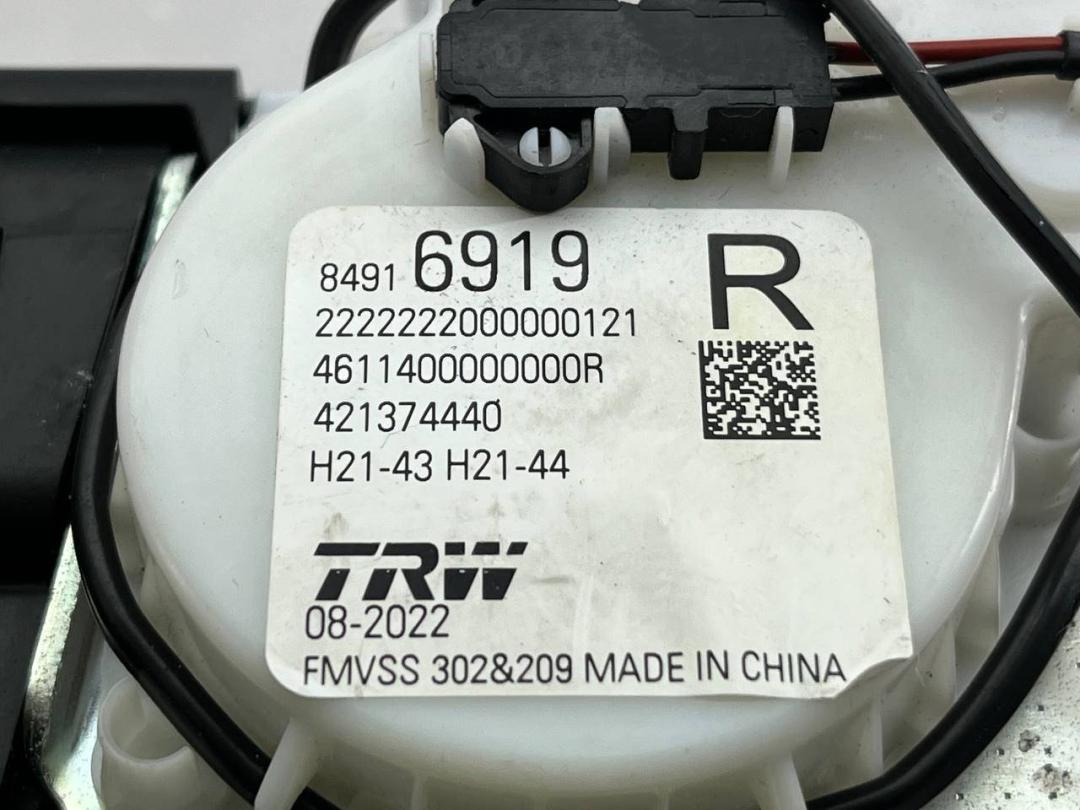 8491 6919 R
2222222000000121
4611400000000R
421374440
H21-43 H21-44
TRW
08-2022
FMVSS 302&209 MADE IN CHINA